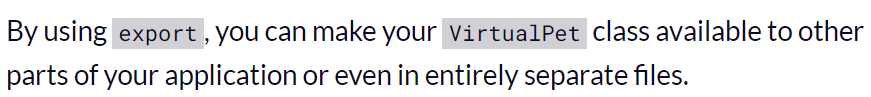 By using export, you can make your VirtualPet class available to other
parts of your application or even in entirely separate files.